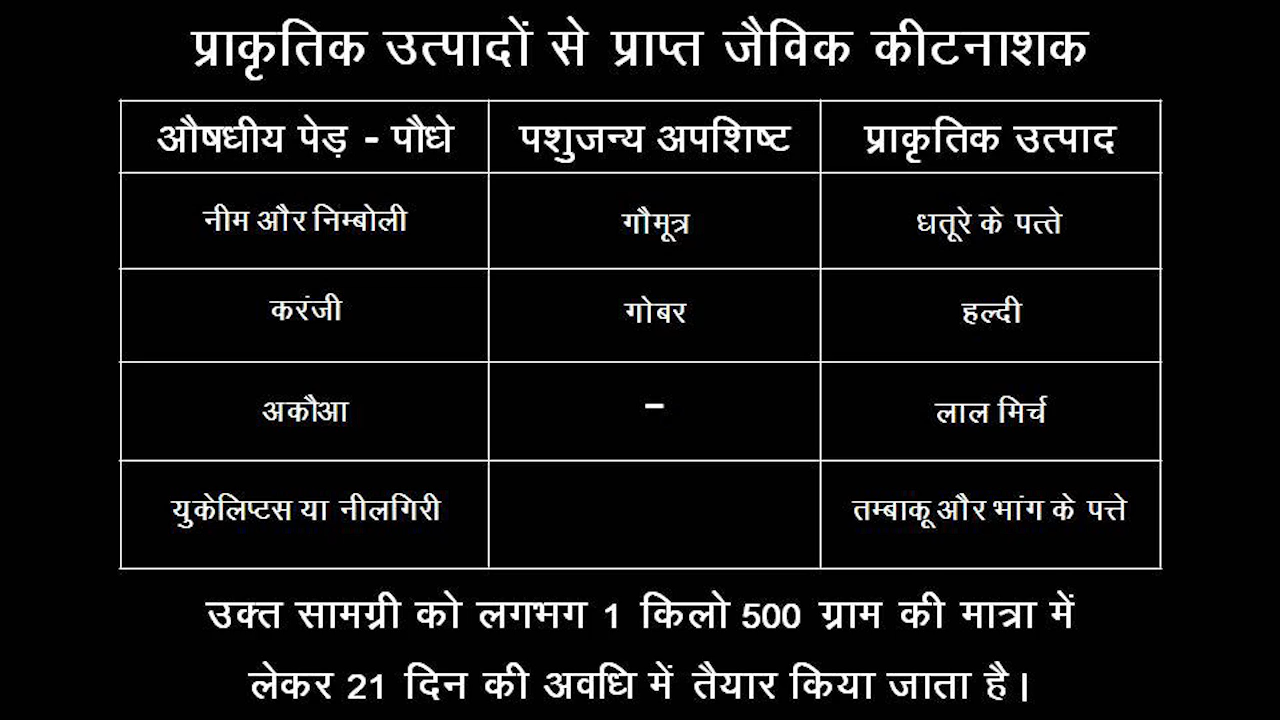 प्राकृतिक उत्पादों से प्राप्त जैविक कीटनाशक
औषधीय पेड़ - पौधे पशुजन्य अपशिष्ट प्राकृतिक उत्पाद
नीम और निम्बोली गौमूत्र धतूरे के पत्ते
करंजी गोबर हल्दी
अकौआ – लाल मिर्च
युकेलिप्टस या नीलगिरी तम्बाकू और भांग के पत्ते
उक्त सामग्री को लगभग 1 किलो 500 ग्राम की मात्रा में
लेकर 21 दिन की अवधि में तैयार किया जाता है।